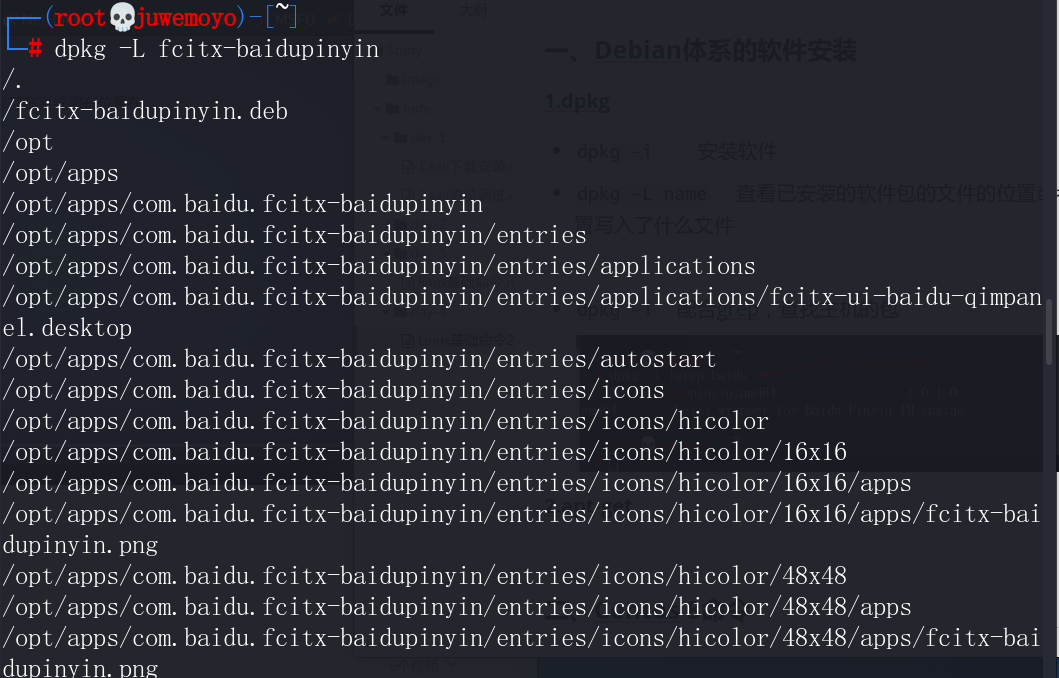 (root💀juwemoyo)-[~]
# dpkg -L fcitx-baidupinyin
/.
/fcitx-baidupinyin.deb
/opt
/opt/apps
/opt/apps/com.baidu.fcitx-baidupinyin
/opt/apps/com.baidu.fcitx-baidupinyin/entries
/opt/apps/com.baidu.fcitx-baidupinyin/entries/applications
/opt/apps/com.baidu.fcitx-baidupinyin/entries/applications/fcitx-ui-baidu-qimpan
el.desktop
/opt/apps/com.baidu.fcitx-baidupinyin/entries/autostart
/opt/apps/com.baidu.fcitx-baidupinyin/entries/icons
/opt/apps/com.baidu.fcitx-baidupinyin/entries/icons/hicolor
/opt/apps/com.baidu.fcitx-baidupinyin/entries/icons/hicolor/16x16
/opt/apps/com.baidu.fcitx-baidupinyin/entries/icons/hicolor/16x16/apps
/opt/apps/com.baidu.fcitx-baidupinyin/entries/icons/hicolor/16x16/apps/fcitx-bai
dupinyin.png
/opt/apps/com.baidu.fcitx-baidupinyin/entries/icons/hicolor/48x48
/opt/apps/com.baidu.fcitx-baidupinyin/entries/icons/hicolor/48x48/apps
/opt/apps/com.baidu.fcitx-baidupinyin/entries/icons/hicolor/48x48/apps/fcitx-bai
dupinyin.png
文件 大纲
一、Debian体系的软件安装
1.dpkg
dpkg -i 安装软件
dpkg -L name 查看已安装的软件包的文件的位置
置写入了什么文件